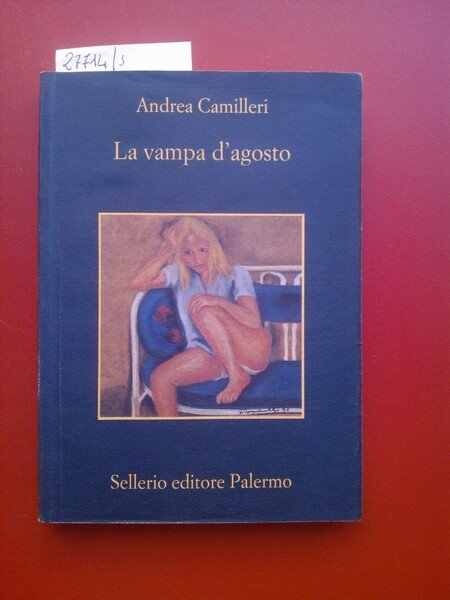 27714/s
Andrea Camilleri
La vampa d'agosto
Sellerio editore Palermo